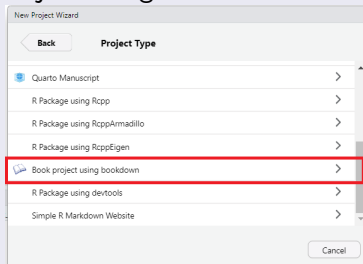 New Project Wizard
Back
Project Type
Quarto Manuscript
R Package using Rcpp
R Package using RcppArmadillo
R Package using RcppEigen
Book project using bookdown
R Package using devtools
Simple R Markdown Website
Cancel